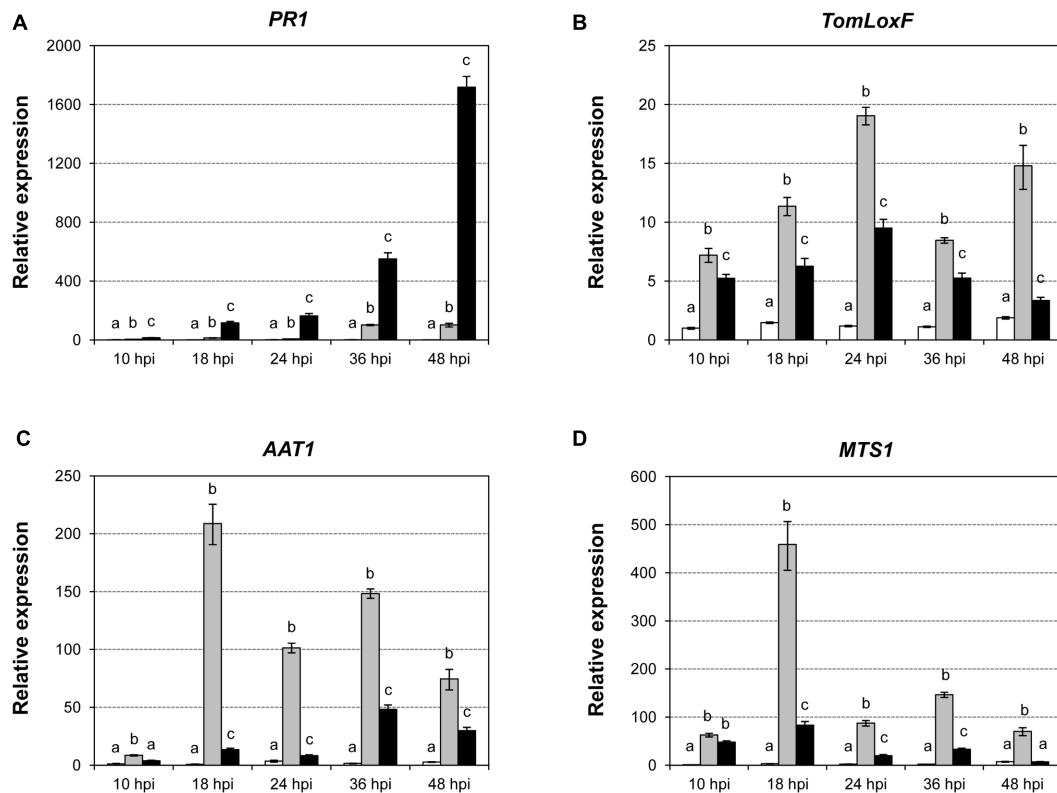 A
PR1
Relative expression
2000
1600
1200
800
400
0
a b c
a b c
a b c
a b c
a b c
10 hpi 18 hpi 24 hpi 36 hpi 48 hpi
B
TomLoxF
Relative expression
25
20
15
10
5
0
a b c
a b c
a b c
a b c
a b c
10 hpi 18 hpi 24 hpi 36 hpi 48 hpi
C
AAT1
Relative expression
250
200
150
100
50
0
a b a
a b c
a b c
a b c
a b c
10 hpi 18 hpi 24 hpi 36 hpi 48 hpi
D
MTS1
Relative expression
600
500
400
300
200
100
0
a b b
a b c
a b c
a b c
a b a
10 hpi 18 hpi 24 hpi 36 hpi 48 hpi